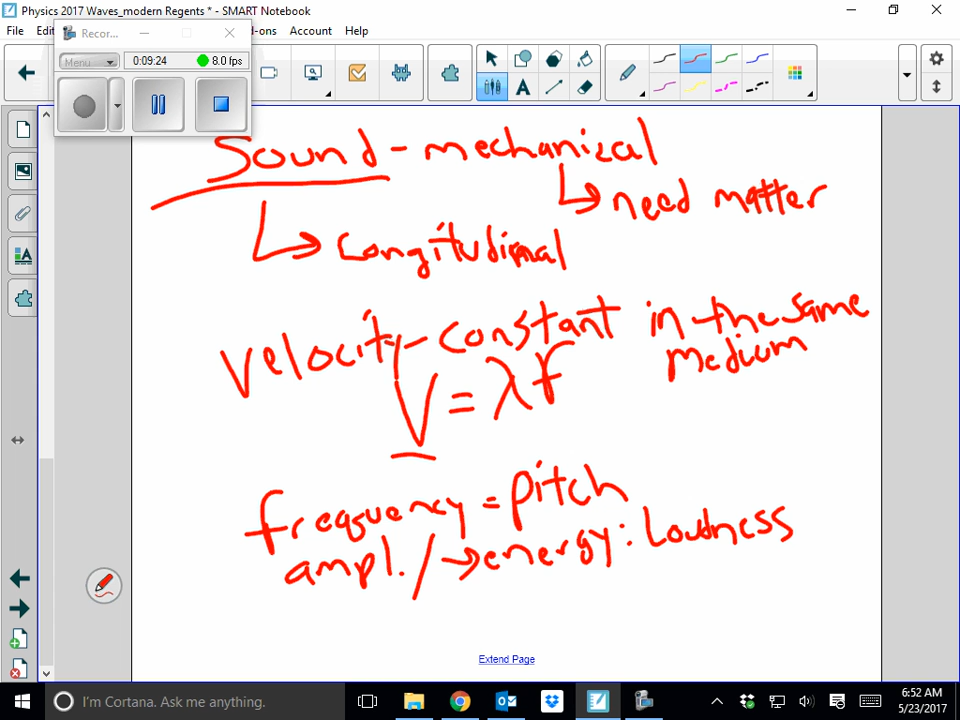 Physics 2017 Waves_modern Regents * - SMART Notebook
File Edi d-ons Account Help
Recor...
Menu 0:09:24 8.0 fps
Sound - mechanical
need matter
longitudinal
velocity - constant in the same
medium
V = λf
frequency = pitch
ampl. / → energy : Loudness
Extend Page
I'm Cortana. Ask me anything.
6:52 AM
5/23/2017